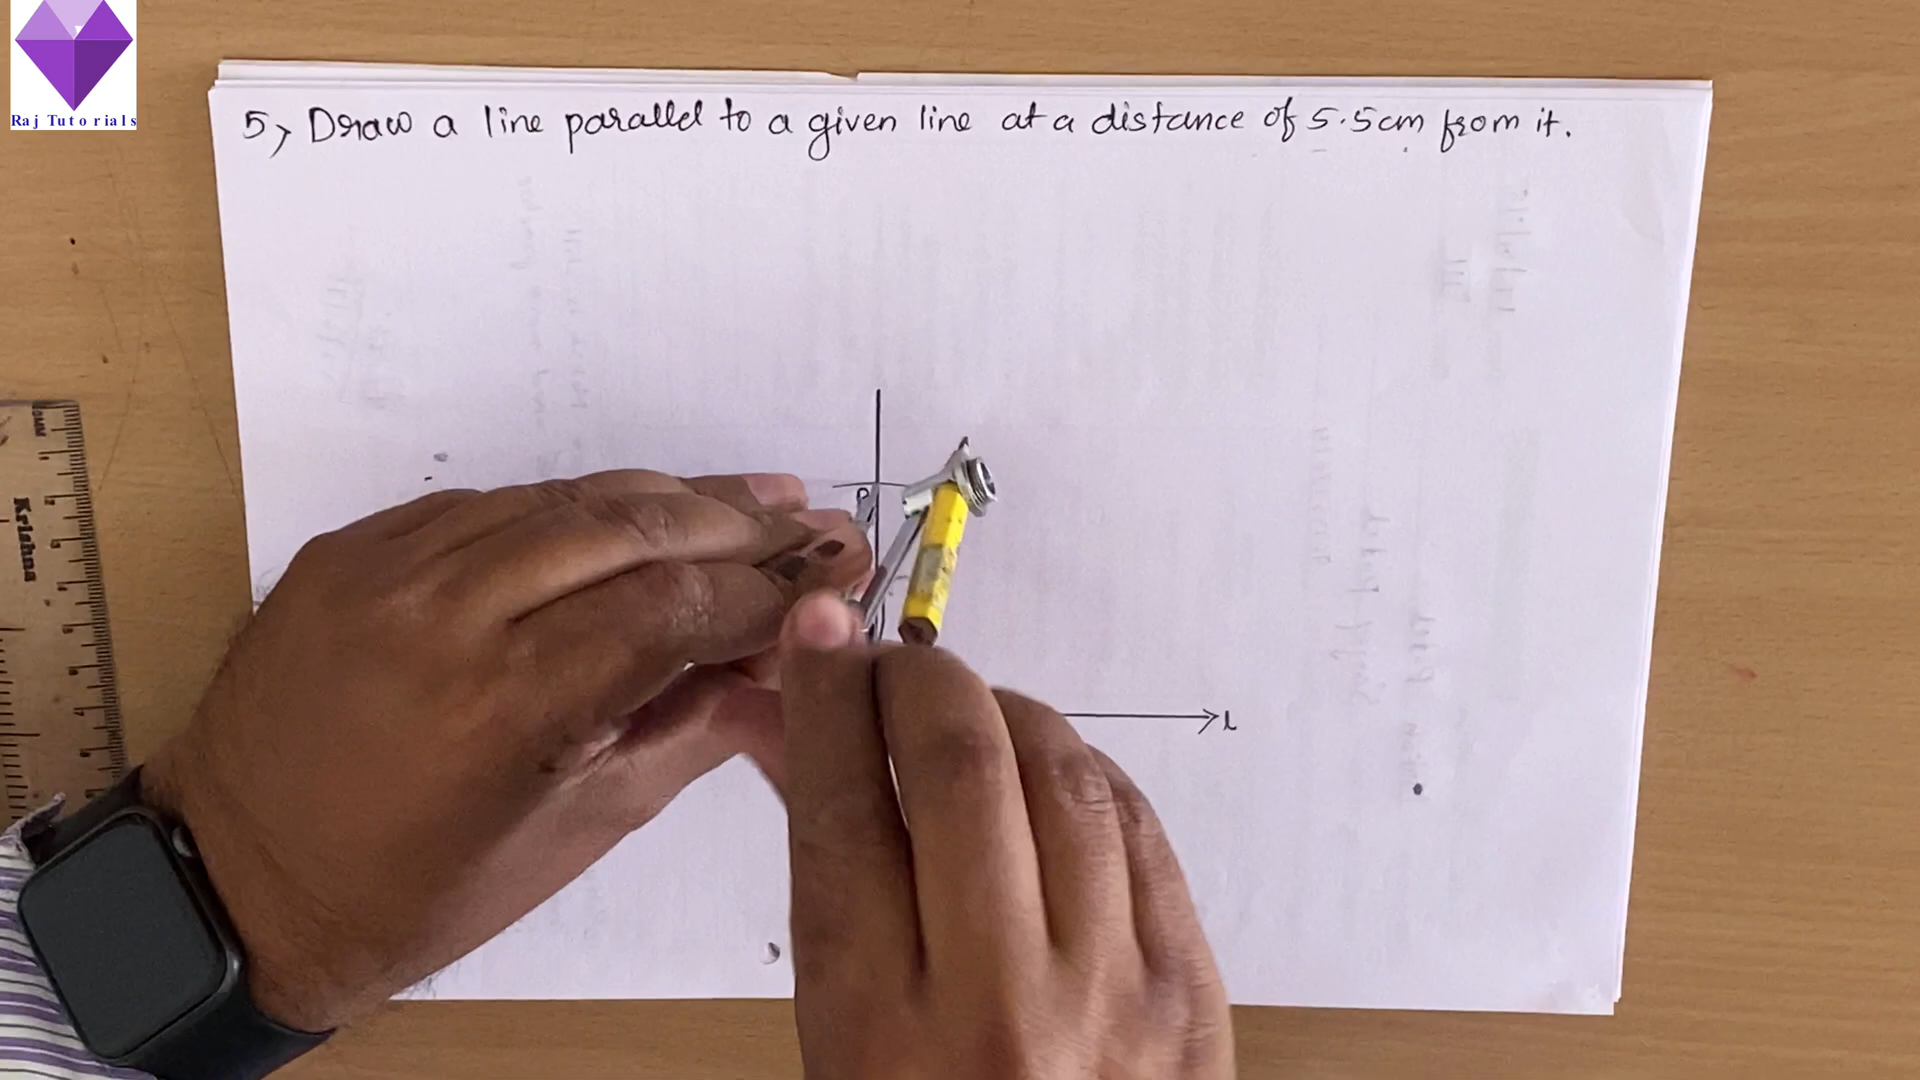 Raj Tutorials
5, Draw a line parallel to a given line at a distance of 5.5cm from it.
P
l
Krishna